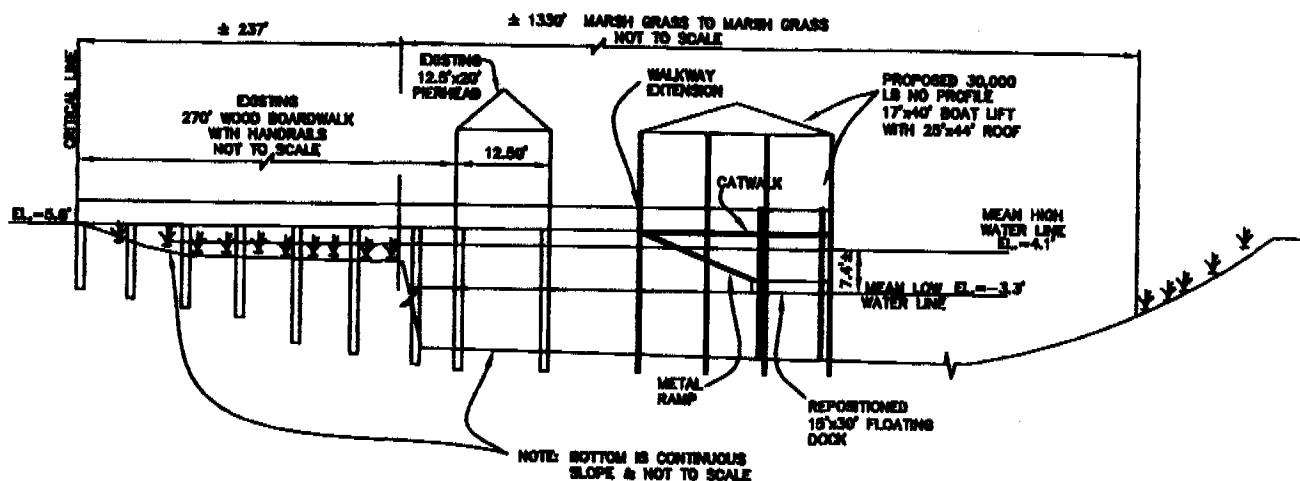 ± 1330' MARSH GRASS TO MARSH GRASS
NOT TO SCALE
± 237'
CRITICAL LINE
EXISTING
12.5'x20'
PIERHEAD
WALKWAY
EXTENSION
PROPOSED 30,000
LB NO PROFILE
17'x40' BOAT LIFT
WITH 25'x44' ROOF
EXISTING
270' WOOD BOARDWALK
WITH HANDRAILS
NOT TO SCALE
12.50'
CATWALK
EL.=5.6'
MEAN HIGH
WATER LINE
EL.=4.1'
7.4'±
MEAN LOW EL.=-3.3'
WATER LINE
METAL
RAMP
REPOSITIONED
15'x30' FLOATING
DOCK
NOTE: BOTTOM IS CONTINUOUS
SLOPE & NOT TO SCALE